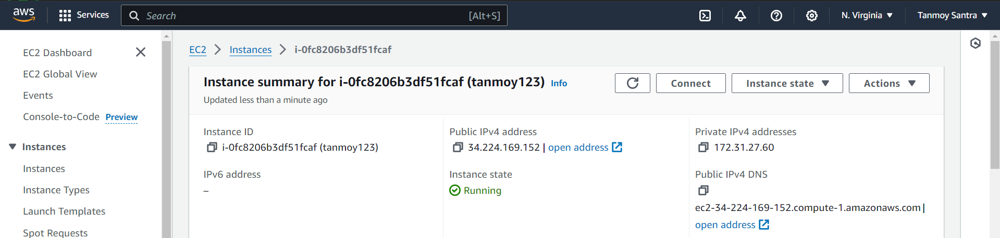 aws
Services
Search
[Alt+S]
N. Virginia
Tanmoy Santra
EC2 Dashboard
EC2 Global View
Events
Console-to-Code Preview
Instances
Instances
Instance Types
Launch Templates
Spot Requests
EC2 > Instances > i-0fc8206b3df51fcaf
Instance summary for i-0fc8206b3df51fcaf (tanmoy123) Info
Updated less than a minute ago
Connect
Instance state
Actions
Instance ID
i-0fc8206b3df51fcaf (tanmoy123)
Public IPv4 address
34.224.169.152 | open address
Private IPv4 addresses
172.31.27.60
IPv6 address
–
Instance state
Running
Public IPv4 DNS
ec2-34-224-169-152.compute-1.amazonaws.com |
open address